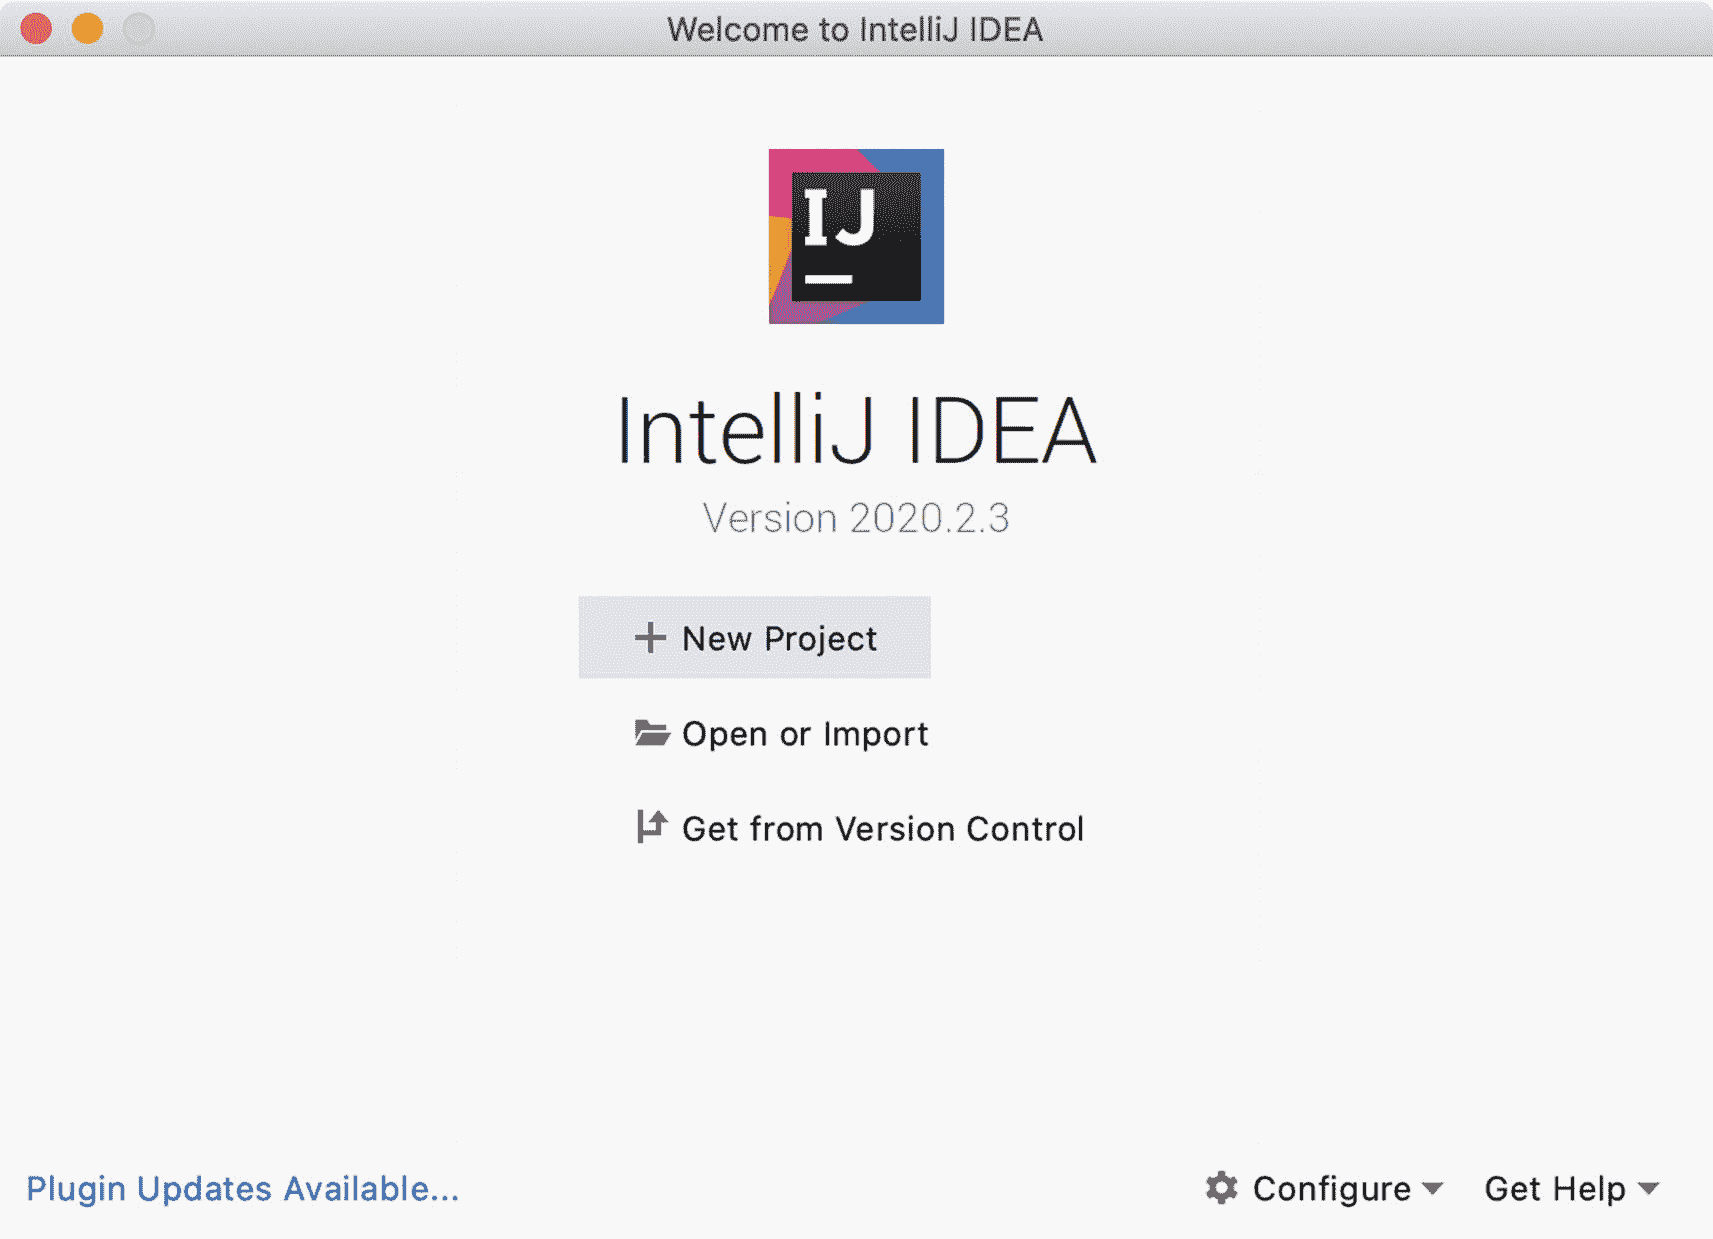 Welcome to IntelliJ IDEA
IJ
IntelliJ IDEA
Version 2020.2.3
New Project
Open or Import
Get from Version Control
Plugin Updates Available...
Configure
Get Help